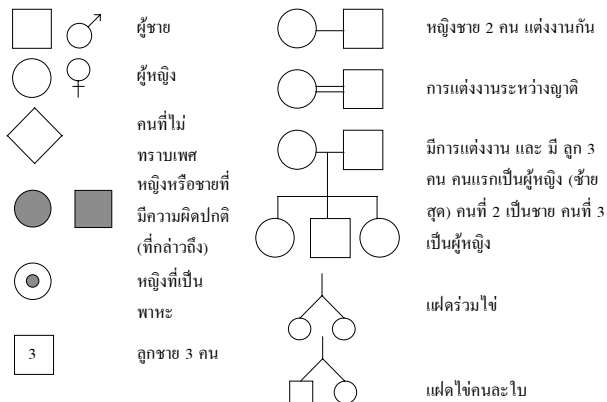 ผู้ชาย
ผู้หญิง
คนที่ไม่
ทราบเพศ
หญิงหรือชายที่
มีความผิดปกติ
(ที่กล่าวถึง)
หญิงที่เป็น
พาหะ
3
ลูกชาย 3 คน
หญิงชาย 2 คน แต่งงานกัน
การแต่งงานระหว่างญาติ
มีการแต่งงาน และ มี ลูก 3
คน คนแรกเป็นผู้หญิง (ซ้าย
สุด) คนที่ 2 เป็นชาย คนที่ 3
เป็นผู้หญิง
แฝดร่วมไข่
แฝดไข่คนละใบ